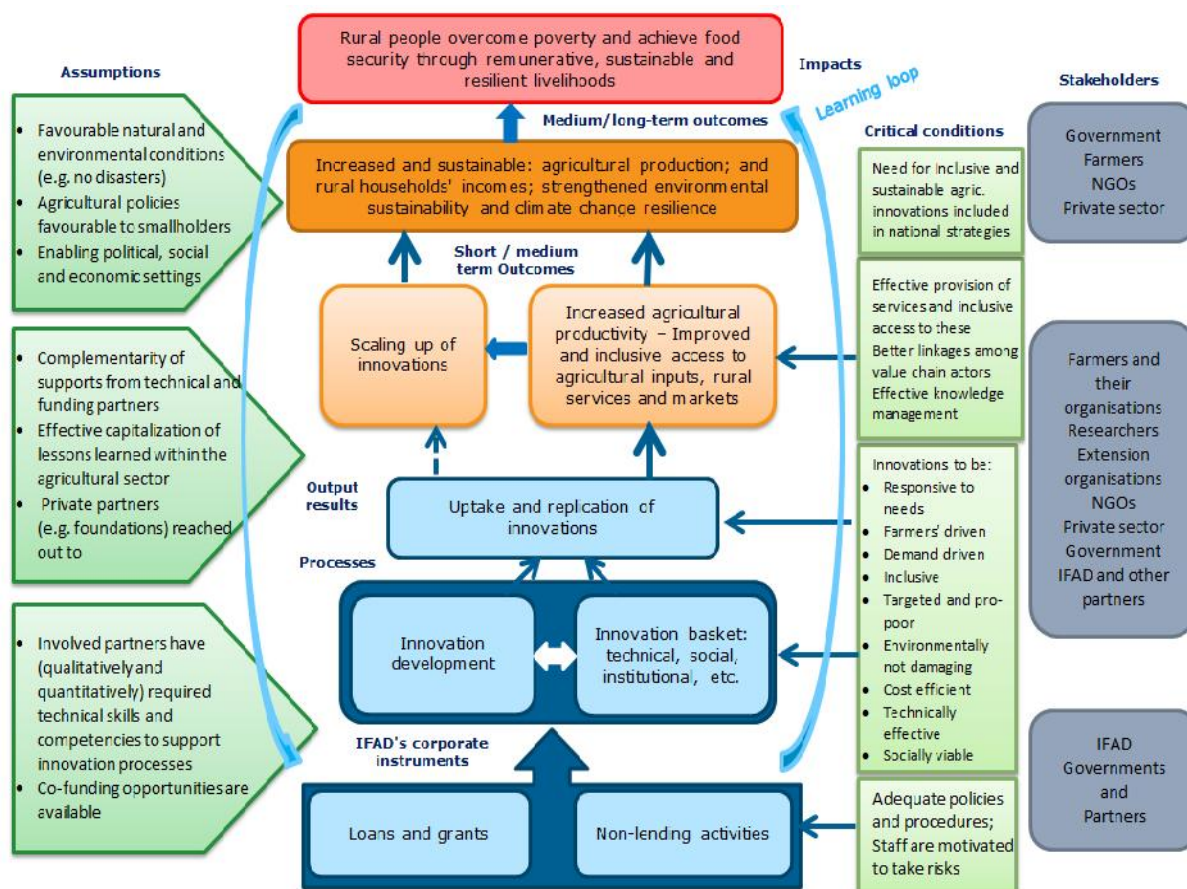 Assumptions
Favourable natural and
environmental conditions
(e.g. no disasters)
Agricultural policies
favourable to smallholders
Enabling political, social
and economic settings
Complementarity of
supports from technical and
funding partners
Effective capitalization of
lessons learned within the
agricultural sector
Private partners
(e.g. foundations) reached
out to
Involved partners have
(qualitatively and
quantitatively) required
technical skills and
competencies to support
innovation processes
Co-funding opportunities are
available
Rural people overcome poverty and achieve food
security through remunerative, sustainable and
resilient livelihoods
Impacts
Learning loop
Medium/long-term outcomes
Increased and sustainable: agricultural production; and
rural households' incomes; strengthened environmental
sustainability and climate change resilience
Short / medium
term Outcomes
Scaling up of
innovations
Increased agricultural
productivity – Improved
and inclusive access to
agricultural inputs, rural
services and markets
Output
results
Uptake and replication of
innovations
Processes
Innovation
development
Innovation basket:
technical, social,
institutional, etc.
IFAD's corporate
instruments
Loans and grants
Non-lending activities
Critical conditions
Need for inclusive and
sustainable agric.
innovations included
in national strategies
Effective provision of
services and inclusive
access to these
Better linkages among
value chain actors
Effective knowledge
management
Innovations to be:
Responsive to
needs
Farmers' driven
Demand driven
Inclusive
Targeted and pro-
poor
Environmentally
not damaging
Cost efficient
Technically
effective
Socially viable
Adequate policies
and procedures;
Staff are motivated
to take risks
Stakeholders
Government
Farmers
NGOs
Private sector
Farmers and
their
organisations
Researchers
Extension
organisations
NGOs
Private sector
Government
IFAD and other
partners
IFAD
Governments
and
Partners